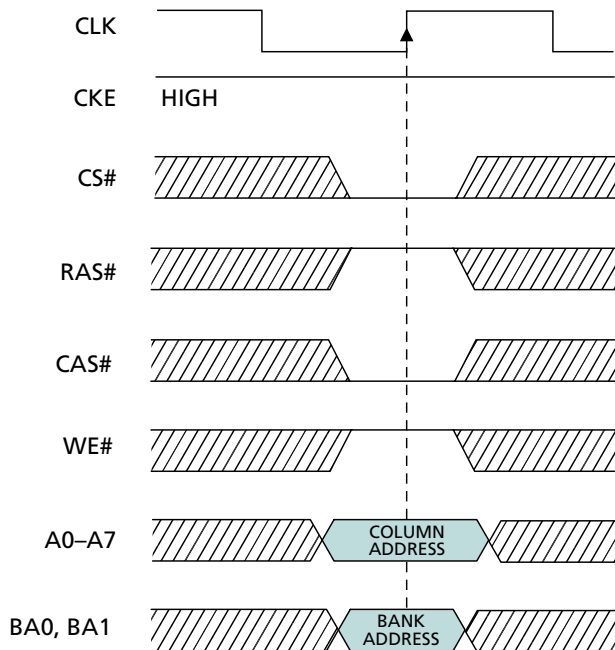 CLK
CKE HIGH
CS#
RAS#
CAS#
WE#
A0–A7 COLUMN
ADDRESS
BA0, BA1 BANK
ADDRESS